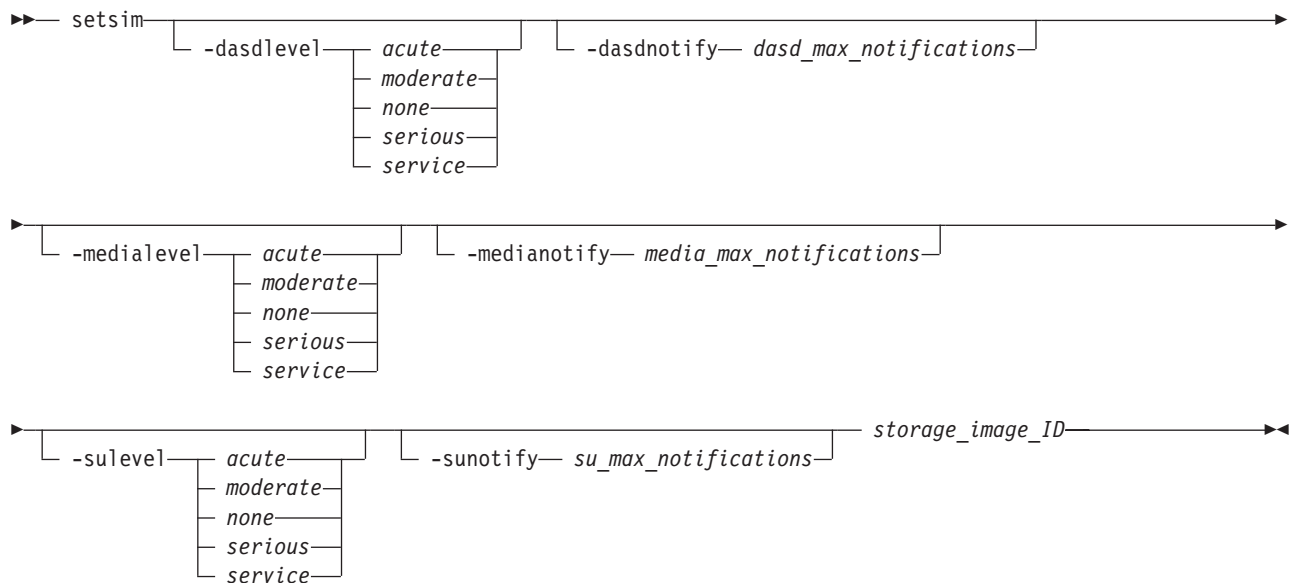 setsim
-dasdlevel acute -dasdnotify dasd_max_notifications
moderate
none
serious
service
-medialevel acute -medianotify media_max_notifications
moderate
none
serious
service
storage_image_ID
-sulevel acute -sunotify su_max_notifications
moderate
none
serious
service